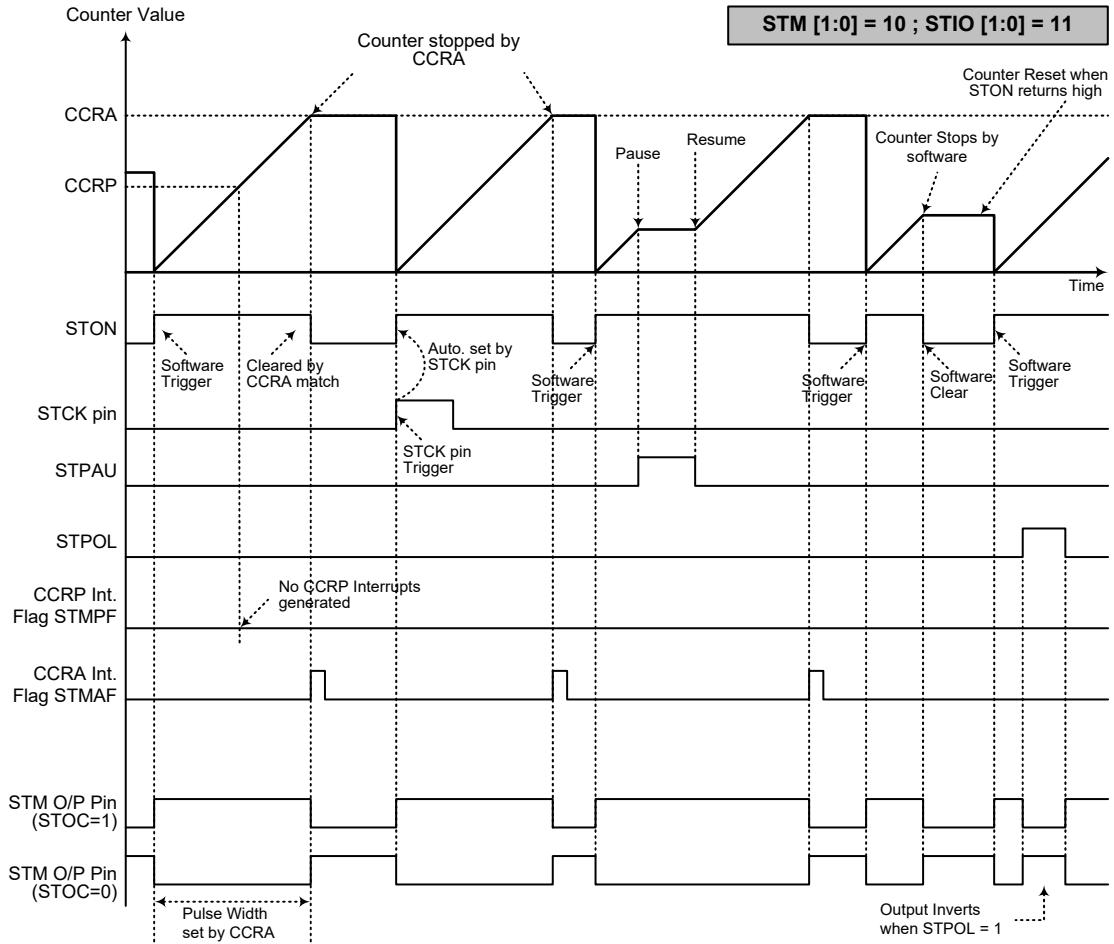 Counter Value
STM [1:0] = 10 ; STIO [1:0] = 11
Counter stopped by
CCRA
Counter Reset when
STON returns high
CCRA
Pause
Resume
Counter Stops by
software
CCRP
Time
STON
Software
Trigger
Cleared by
CCRA match
Auto. set by
STCK pin
Software
Trigger
Software
Trigger
Software
Clear
Software
Trigger
STCK pin
STCK pin
Trigger
STPAU
STPOL
CCRP Int.
Flag STMPF
No CCRP Interrupts
generated
CCRA Int.
Flag STMAF
STM O/P Pin
(STOC=1)
STM O/P Pin
(STOC=0)
Pulse Width
set by CCRA
Output Inverts
when STPOL = 1